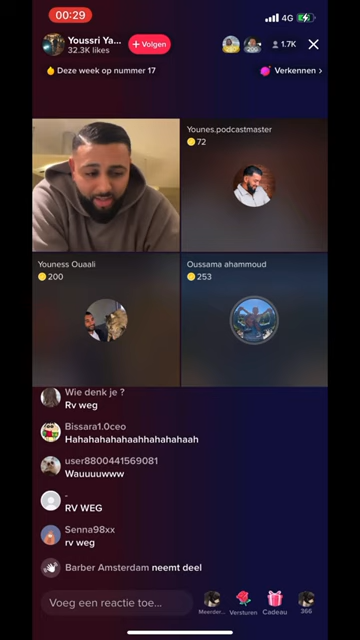 00:29
4G
Youssri Ya...
32.3K likes
+ Volgen
1.7K
Deze week op nummer 17
Verkennen >
Younes.podcastmaster
72
Youness Ouaali
200
Oussama ahammoud
253
Wie denk je ?
Rv weg
Bissara1.0ceo
Hahahahahahaahhahahahaah
user8800441569081
Wauuuuwww
-
RV WEG
Senna98xx
rv weg
Barber Amsterdam neemt deel
Voeg een reactie toe...
Meerder...
Versturen
Cadeau
366